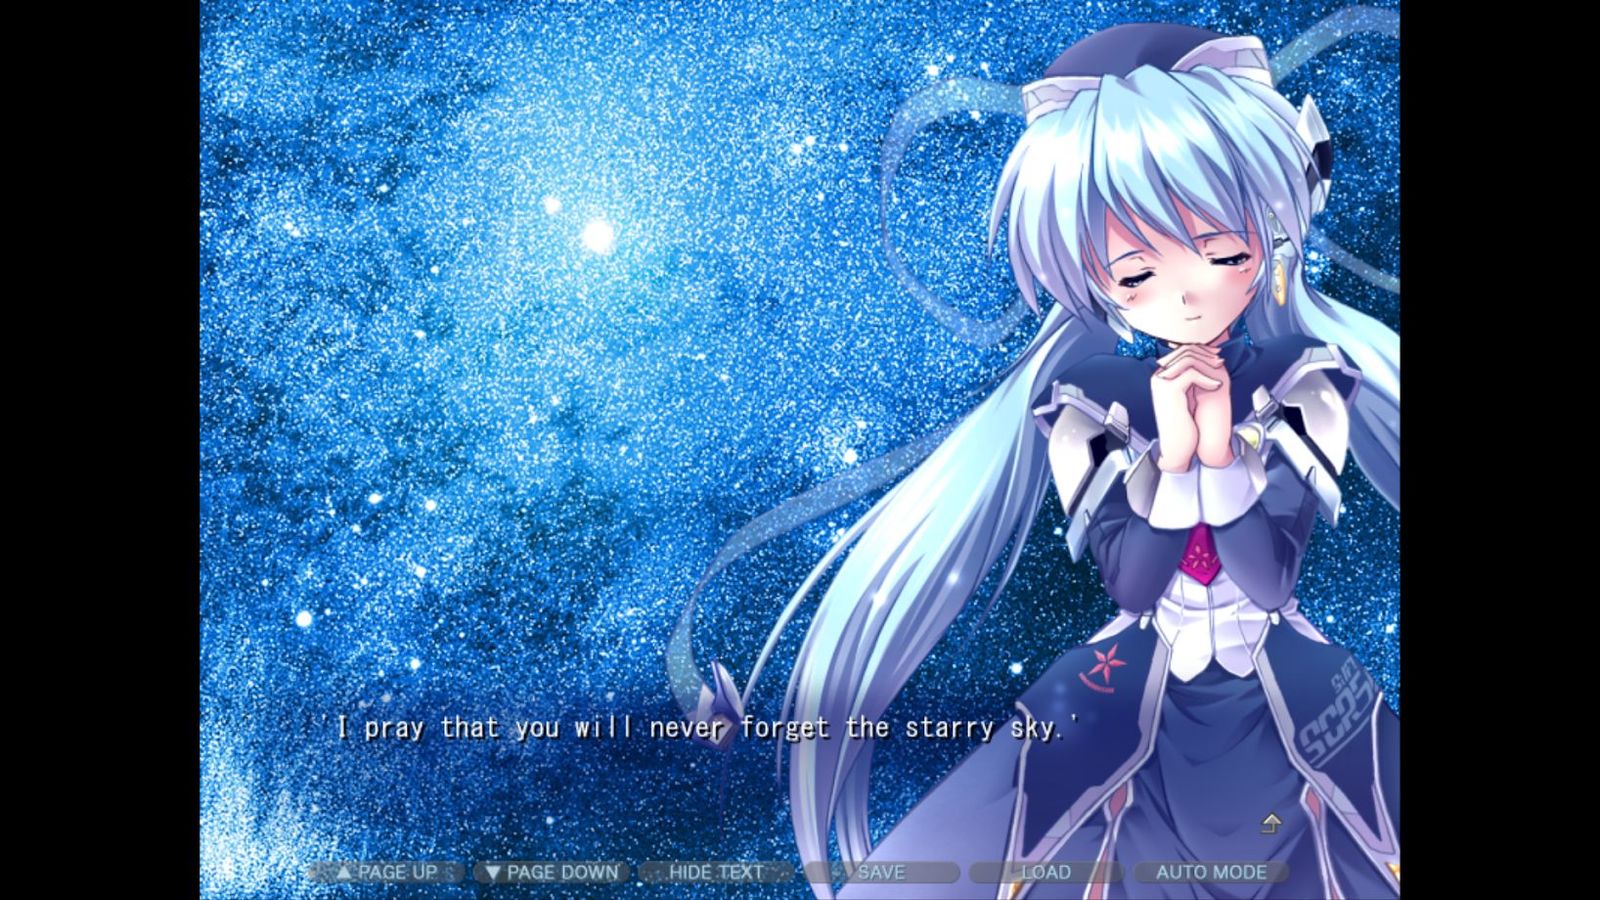 'I pray that you will never forget the starry sky.'
▲PAGE UP
▼PAGE DOWN
HIDE TEXT
SAVE
LOAD
AUTO MODE